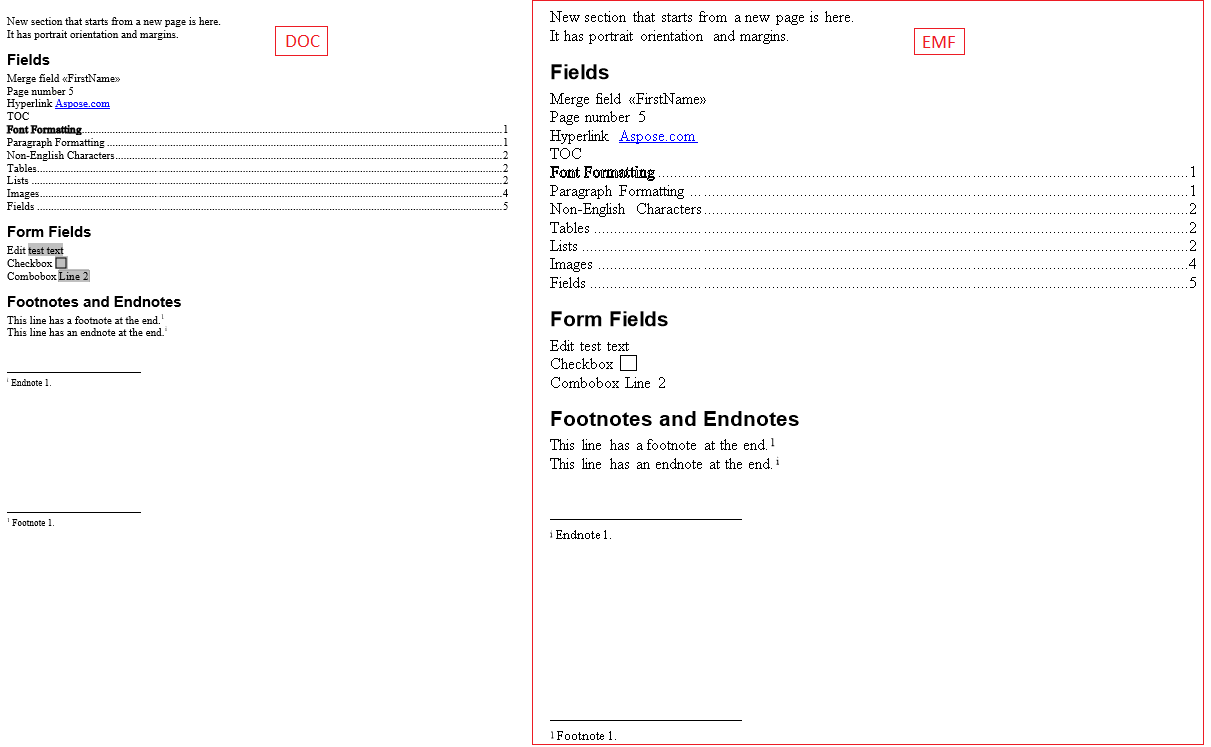 New section that starts from a new page is here.
It has portrait orientation and margins.
DOC
Fields
Merge field «FirstName»
Page number 5
Hyperlink Aspose.com
TOC
Font Formatting 1
Paragraph Formatting 1
Non-English Characters 2
Tables 2
Lists 2
Images 4
Fields 5
Form Fields
Edit test text
Checkbox
Combobox Line 2
Footnotes and Endnotes
This line has a footnote at the end.1
This line has an endnote at the end.i
i Endnote 1.
1 Footnote 1.
New section that starts from a new page is here.
It has portrait orientation and margins.
EMF
Fields
Merge field «FirstName»
Page number 5
Hyperlink Aspose.com
TOC
Font Formatting 1
Paragraph Formatting 1
Non-English Characters 2
Tables 2
Lists 2
Images 4
Fields 5
Form Fields
Edit test text
Checkbox
Combobox Line 2
Footnotes and Endnotes
This line has a footnote at the end.1
This line has an endnote at the end.i
i Endnote 1.
1 Footnote 1.